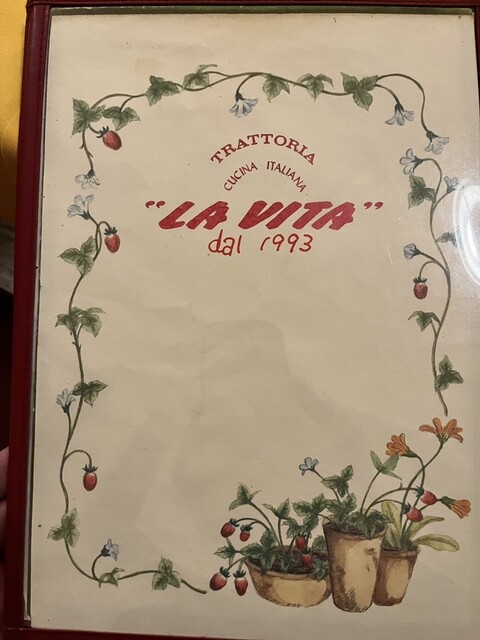 TRATTORIA
CUCINA ITALIANA
"LA VITA"
dal 1993